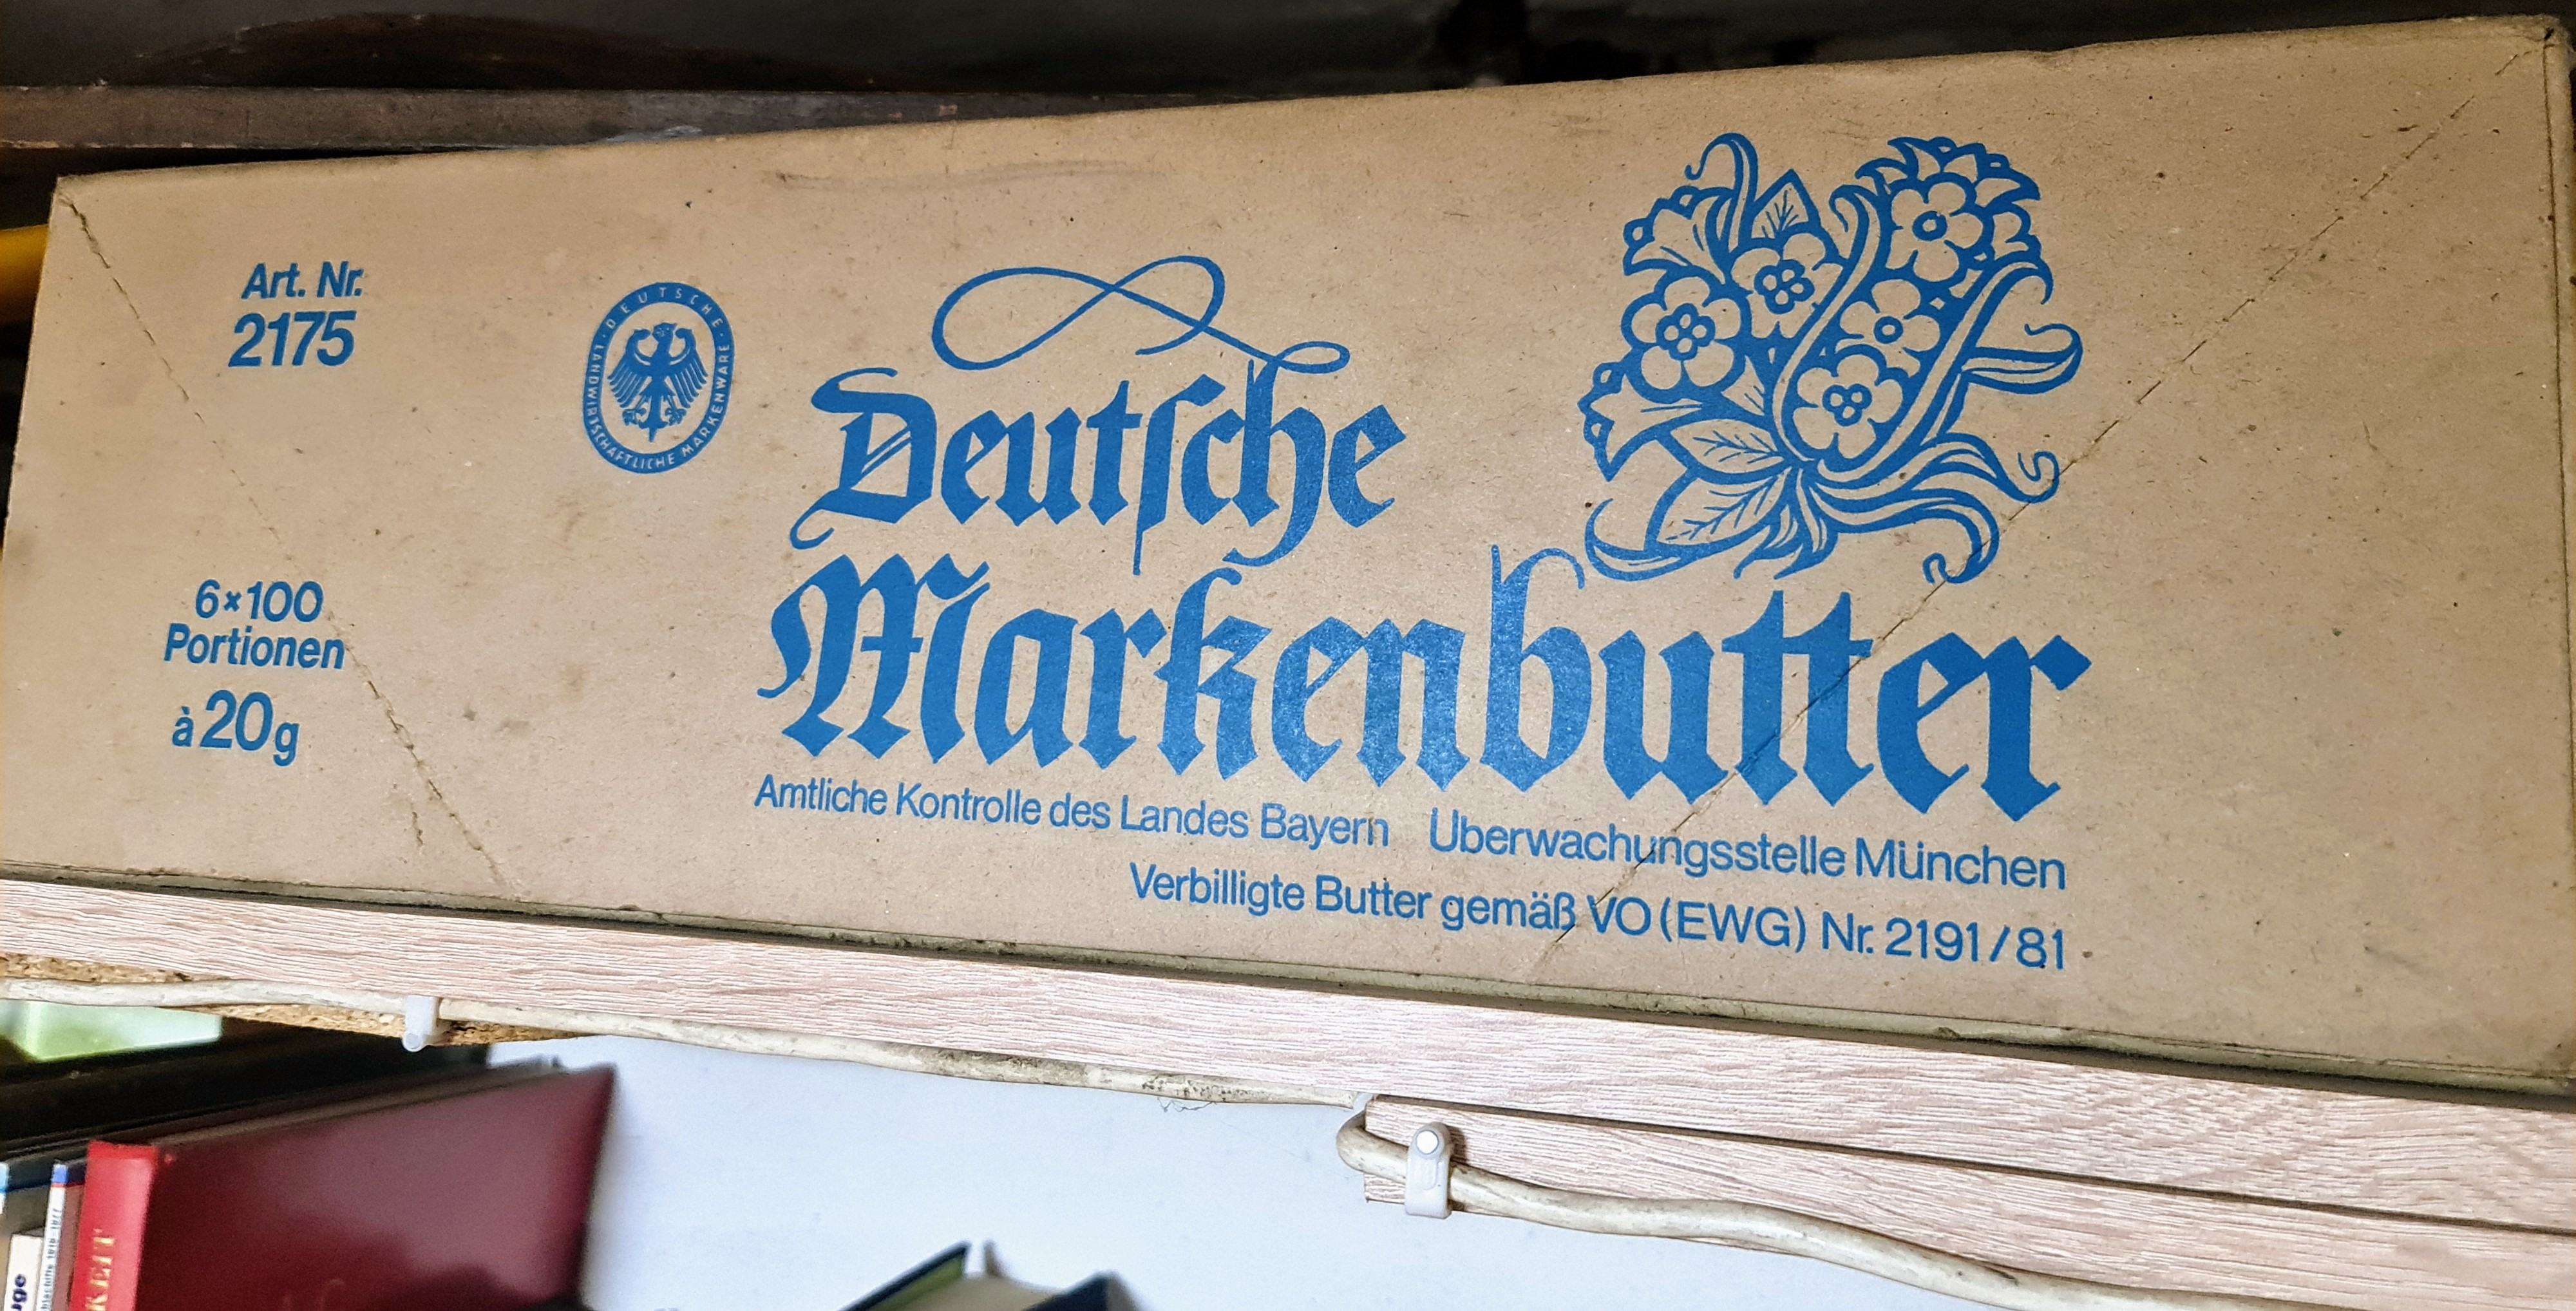 Art. Nr.
2175
DEUTSCHE · LANDWIRTSCHAFTLICHE MARKENWARE ·
Deutſche
Markenbutter
6×100
Portionen
à 20g
Amtliche Kontrolle des Landes Bayern Überwachungsstelle München
Verbilligte Butter gemäß VO (EWG) Nr. 2191/81
KEIT